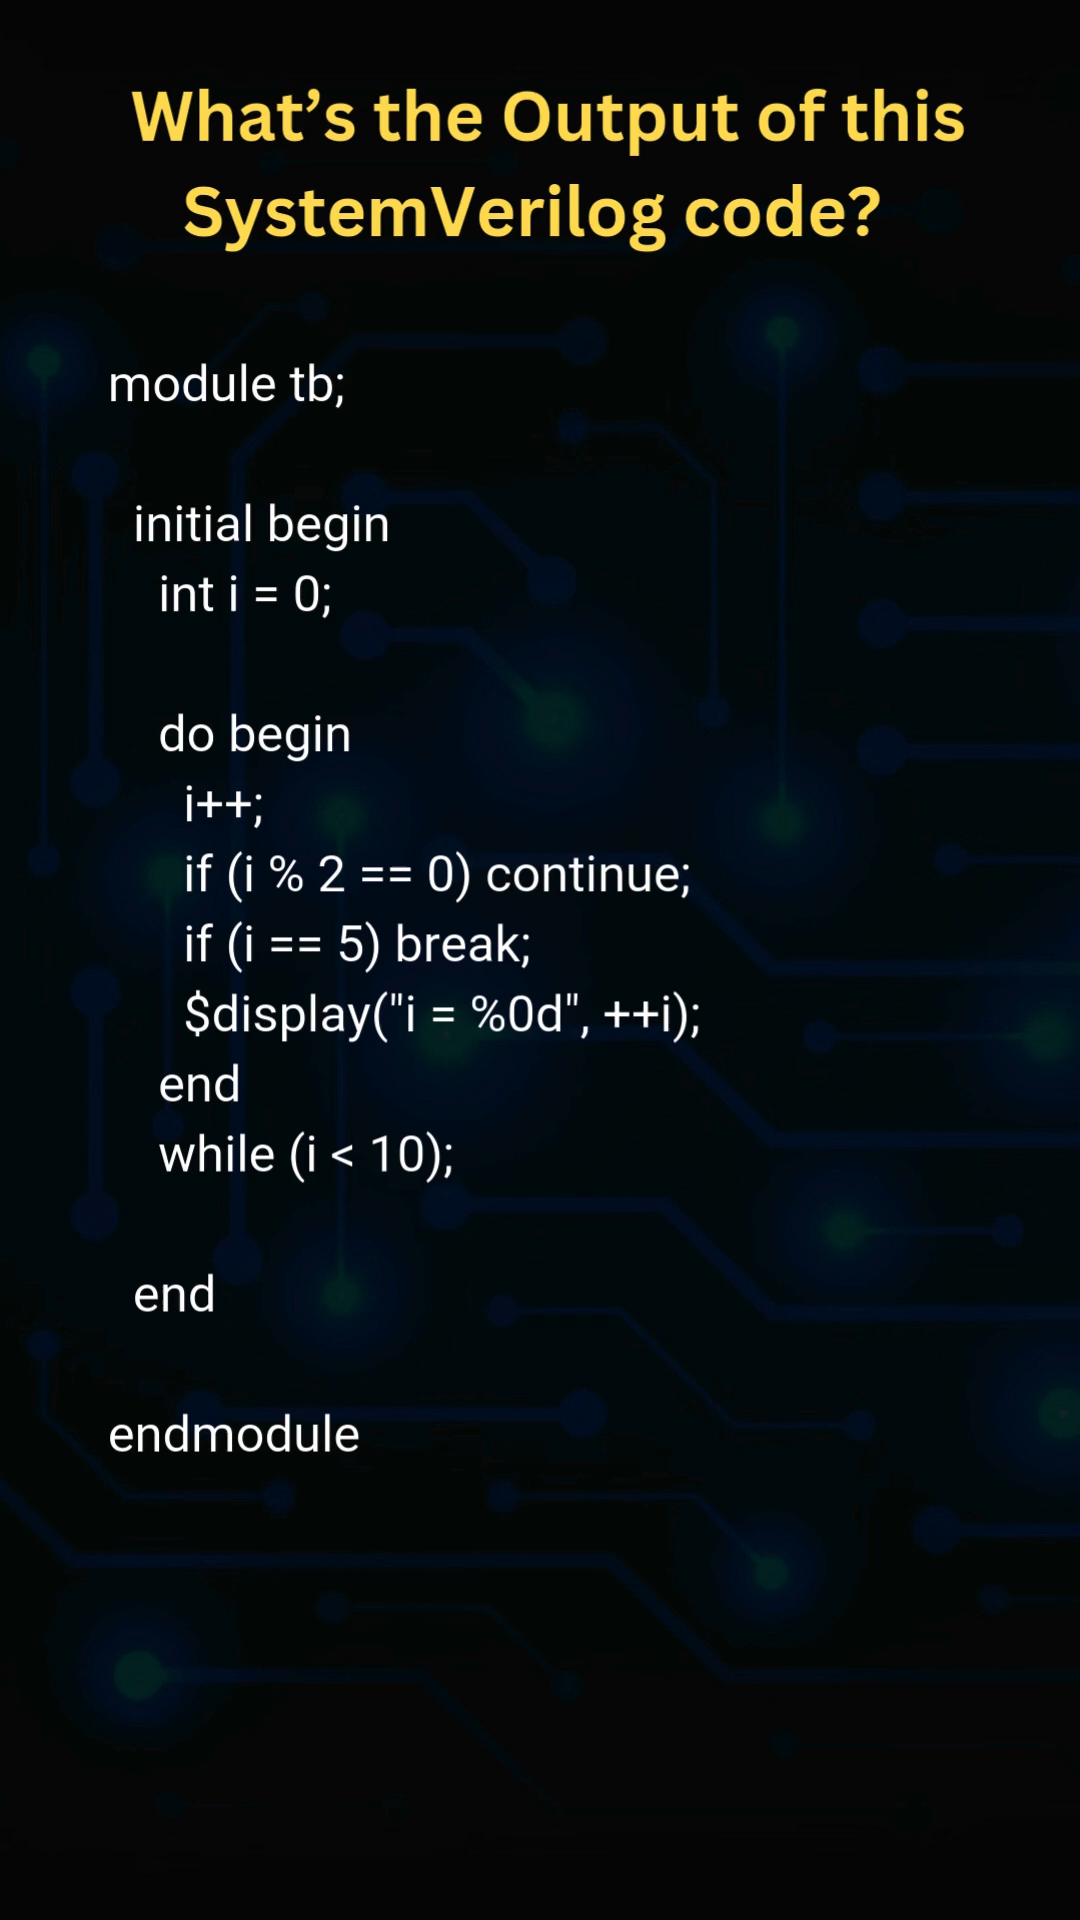 What’s the Output of this
SystemVerilog code?
module tb;
initial begin
int i = 0;
do begin
i++;
if (i % 2 == 0) continue;
if (i == 5) break;
$display("i = %0d", ++i);
end
while (i < 10);
end
endmodule